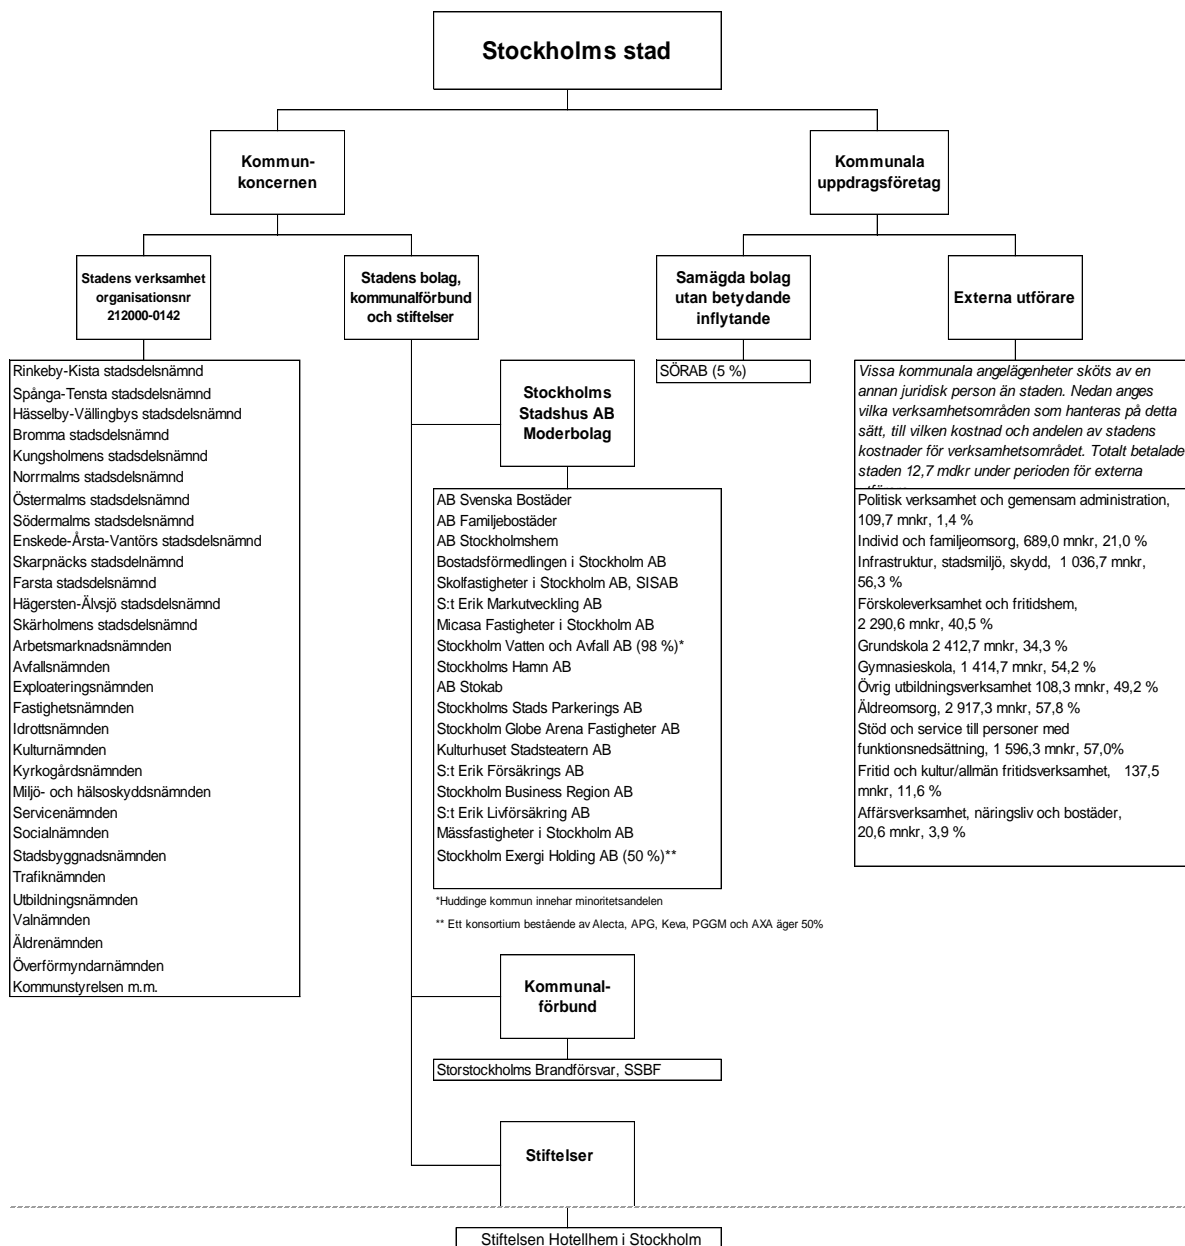 Stockholms stad
Kommun-
koncernen
Kommunala
uppdragsföretag
Stadens verksamhet
organisationsnr
212000-0142
Stadens bolag,
kommunalförbund
och stiftelser
Samägda bolag
utan betydande
inflytande
Externa utförare
Rinkeby-Kista stadsdelsnämnd
Spånga-Tensta stadsdelsnämnd
Hässelby-Vällingbys stadsdelsnämnd
Bromma stadsdelsnämnd
Kungsholmens stadsdelsnämnd
Norrmalms stadsdelsnämnd
Östermalms stadsdelsnämnd
Södermalms stadsdelsnämnd
Enskede-Årsta-Vantörs stadsdelsnämnd
Skarpnäcks stadsdelnämnd
Farsta stadsdelsnämnd
Hägersten-Älvsjö stadsdelsnämnd
Skärholmens stadsdelsnämnd
Arbetsmarknadsnämnden
Avfallsnämnden
Exploateringsnämnden
Fastighetsnämnden
Idrottsnämnden
Kulturnämnden
Kyrkogårdsnämnden
Miljö- och hälsoskyddsnämnden
Servicenämnden
Socialnämnden
Stadsbyggnadsnämnden
Trafiknämnden
Utbildningsnämnden
Valnämnden
Äldrenämnden
Överförmyndarnämnden
Kommunstyrelsen m.m.
Stockholms
Stadshus AB
Moderbolag
AB Svenska Bostäder
AB Familjebostäder
AB Stockholmshem
Bostadsförmedlingen i Stockholm AB
Skolfastigheter i Stockholm AB, SISAB
S:t Erik Markutveckling AB
Micasa Fastigheter i Stockholm AB
Stockholm Vatten och Avfall AB (98 %)*
Stockholms Hamn AB
AB Stokab
Stockholms Stads Parkerings AB
Stockholm Globe Arena Fastigheter AB
Kulturhuset Stadsteatern AB
S:t Erik Försäkrings AB
Stockholm Business Region AB
S:t Erik Livförsäkring AB
Mässfastigheter i Stockholm AB
Stockholm Exergi Holding AB (50 %)**
*Huddinge kommun innehar minoritetsandelen
** Ett konsortium bestående av Alecta, APG, Keva, PGGM och AXA äger 50%
Kommunal-
förbund
Storstockholms Brandförsvar, SSBF
Stiftelser
Stiftelsen Hotellhem i Stockholm
SÖRAB (5 %)
Vissa kommunala angelägenheter sköts av en
annan juridisk person än staden. Nedan anges
vilka verksamhetsområden som hanteras på detta
sätt, till vilken kostnad och andelen av stadens
kostnader för verksamhetsområdet. Totalt betalade
staden 12,7 mdkr under perioden för externa
Politisk verksamhet och gemensam administration,
109,7 mnkr, 1,4 %
Individ och familjeomsorg, 689,0 mnkr, 21,0 %
Infrastruktur, stadsmiljö, skydd, 1 036,7 mnkr,
56,3 %
Förskoleverksamhet och fritidshem,
2 290,6 mnkr, 40,5 %
Grundskola 2 412,7 mnkr, 34,3 %
Gymnasieskola, 1 414,7 mnkr, 54,2 %
Övrig utbildningsverksamhet 108,3 mnkr, 49,2 %
Äldreomsorg, 2 917,3 mnkr, 57,8 %
Stöd och service till personer med
funktionsnedsättning, 1 596,3 mnkr, 57,0%
Fritid och kultur/allmän fritidsverksamhet, 137,5
mnkr, 11,6 %
Affärsverksamhet, näringsliv och bostäder,
20,6 mnkr, 3,9 %